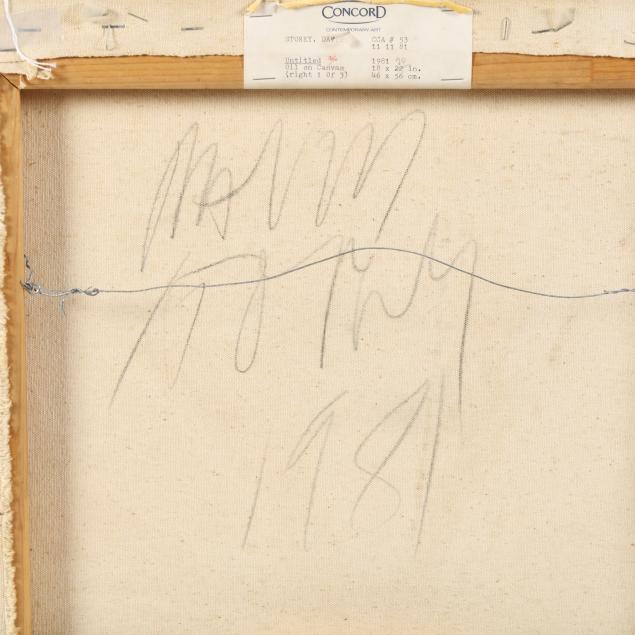 CONCORD
CONTEMPORARY ART
STOREY, DAV CCA # 53
11 11 81
Untitled 1981
Oil on Canvas 18 x 22 in.
(right 1 of 3) 46 x 56 cm.
1981